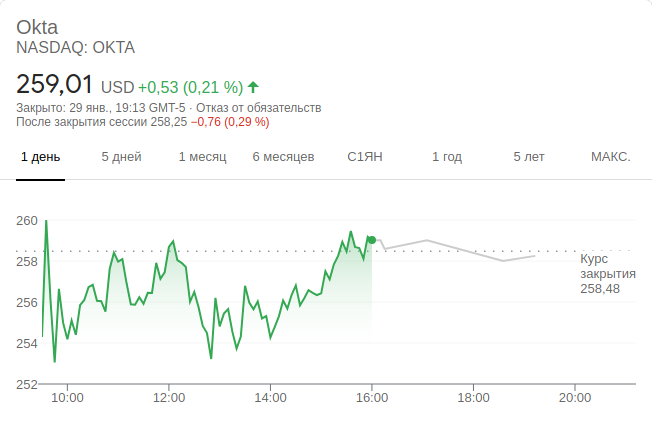 Okta
NASDAQ: OKTA
259,01 USD +0,53 (0,21 %)
Закрыто: 29 янв., 19:13 GMT-5 · Отказ от обязательств
После закрытия сессии 258,25 −0,76 (0,29 %)
1 день 5 дней 1 месяц 6 месяцев С1ЯН 1 год 5 лет МАКС.
260
258
256
254
252
Курс
закрытия
258,48
10:00 12:00 14:00 16:00 18:00 20:00